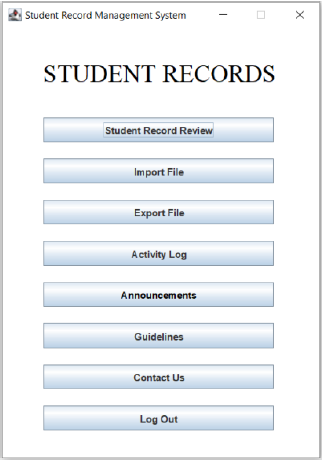 Student Record Management System
STUDENT RECORDS
Student Record Review
Import File
Export File
Activity Log
Announcements
Guidelines
Contact Us
Log Out